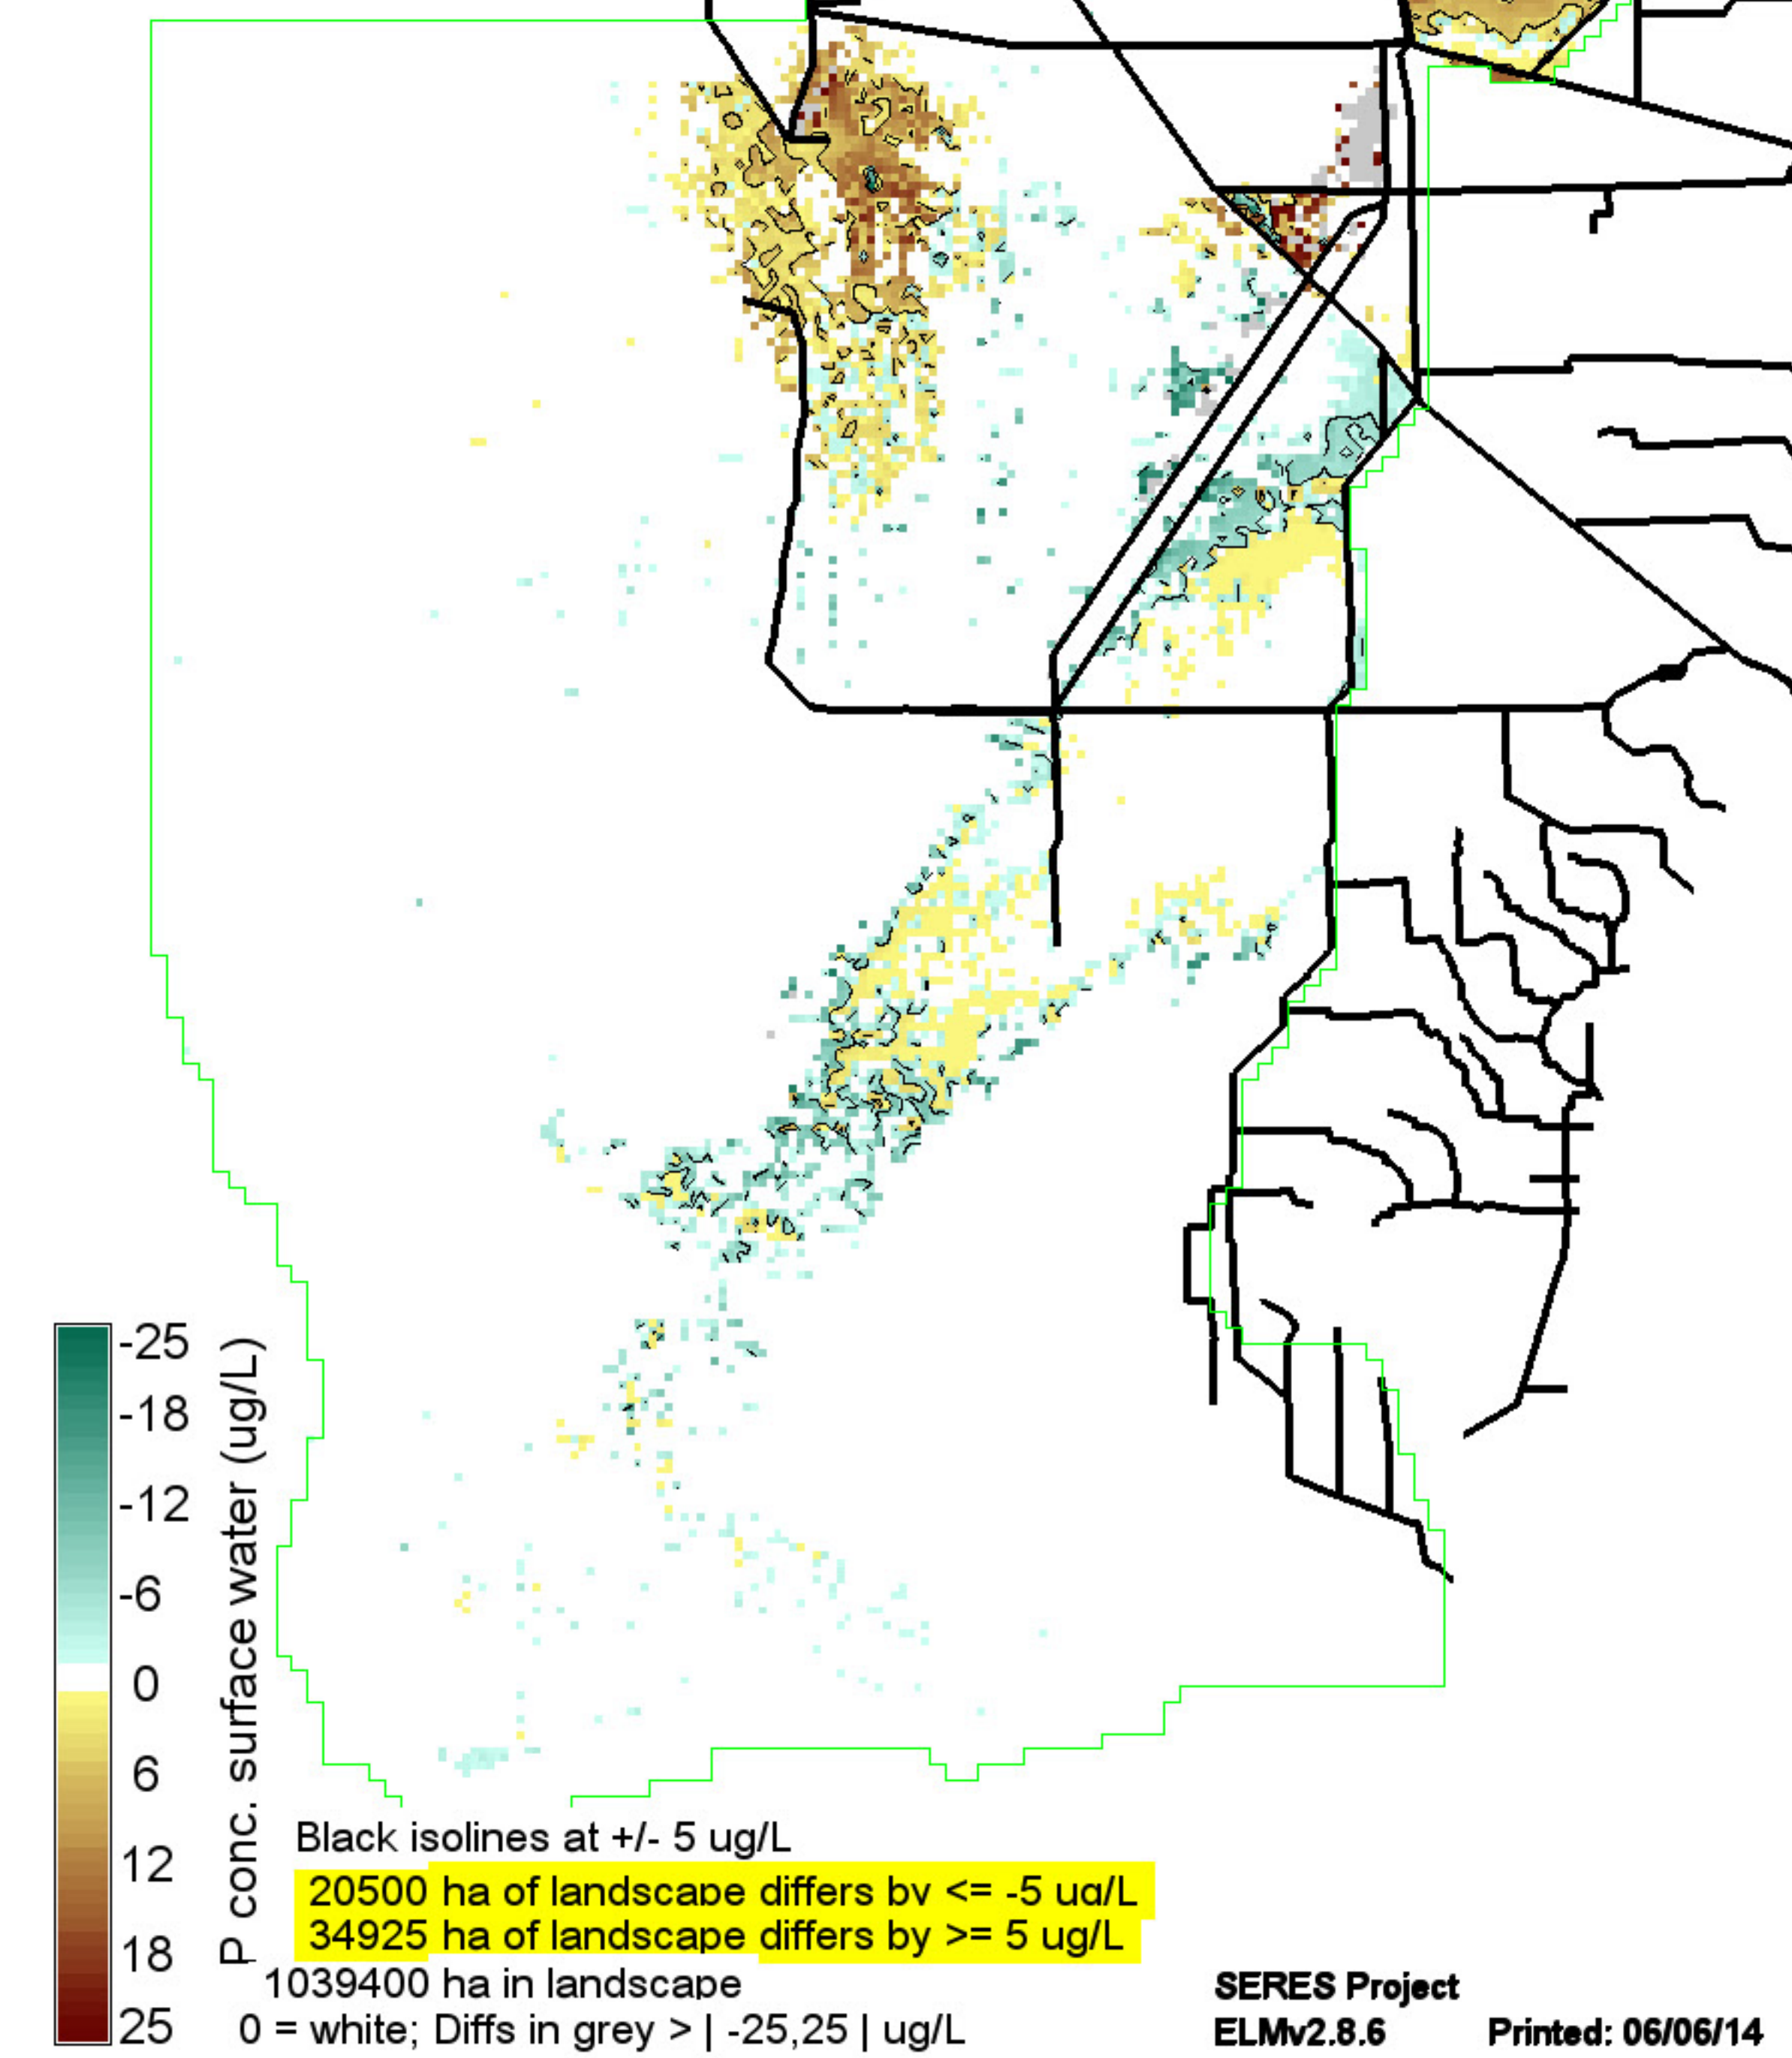 -25
-18
-12
-6
0
6
12
18
25
P conc. surface water (ug/L)
Black isolines at +/- 5 ug/L
20500 ha of landscape differs by <= -5 ug/L
34925 ha of landscape differs by >= 5 ug/L
1039400 ha in landscape
0 = white; Diffs in grey > | -25,25 | ug/L
SERES Project
ELMv2.8.6 Printed: 06/06/14